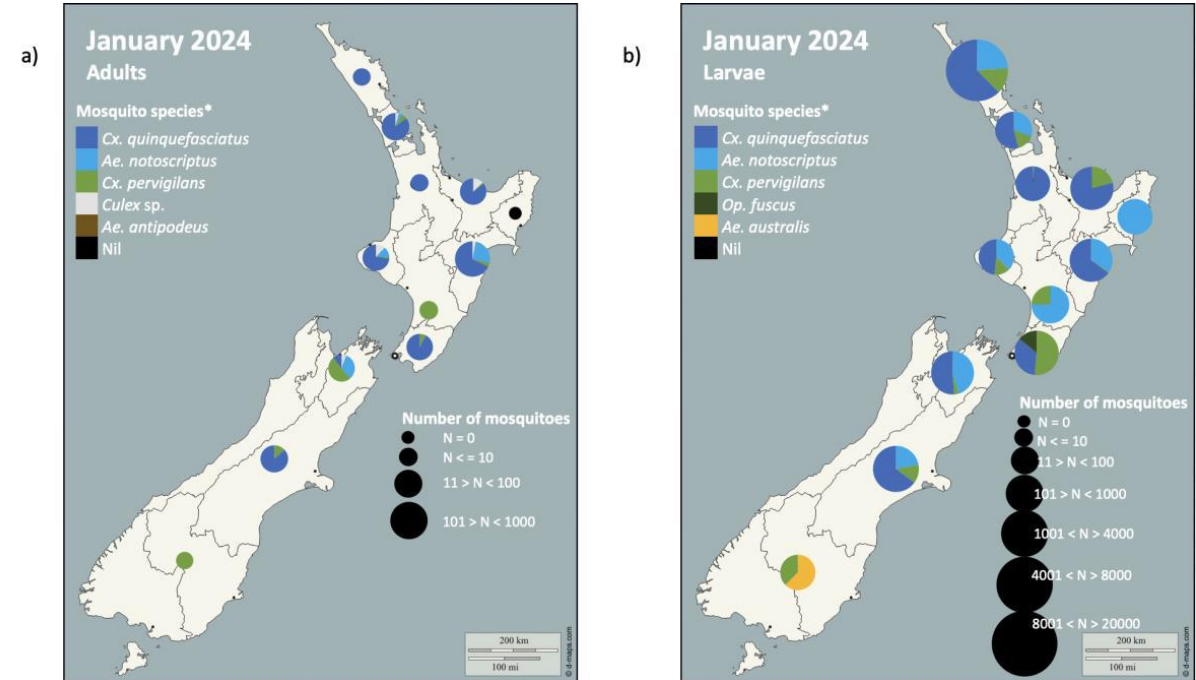 a)
January 2024
Adults
Mosquito species*
Cx. quinquefasciatus
Ae. notoscriptus
Cx. pervigilans
Culex sp.
Ae. antipodeus
Nil
Number of mosquitoes
N = 0
N < = 10
11 > N < 100
101 > N < 1000
200 km
100 mi
© d-maps.com
b)
January 2024
Larvae
Mosquito species*
Cx. quinquefasciatus
Ae. notoscriptus
Cx. pervigilans
Op. fuscus
Ae. australis
Nil
Number of mosquitoes
N = 0
N < = 10
11 > N < 100
101 > N < 1000
1001 < N > 4000
4001 < N > 8000
8001 < N > 20000
200 km
100 mi
© d-maps.com